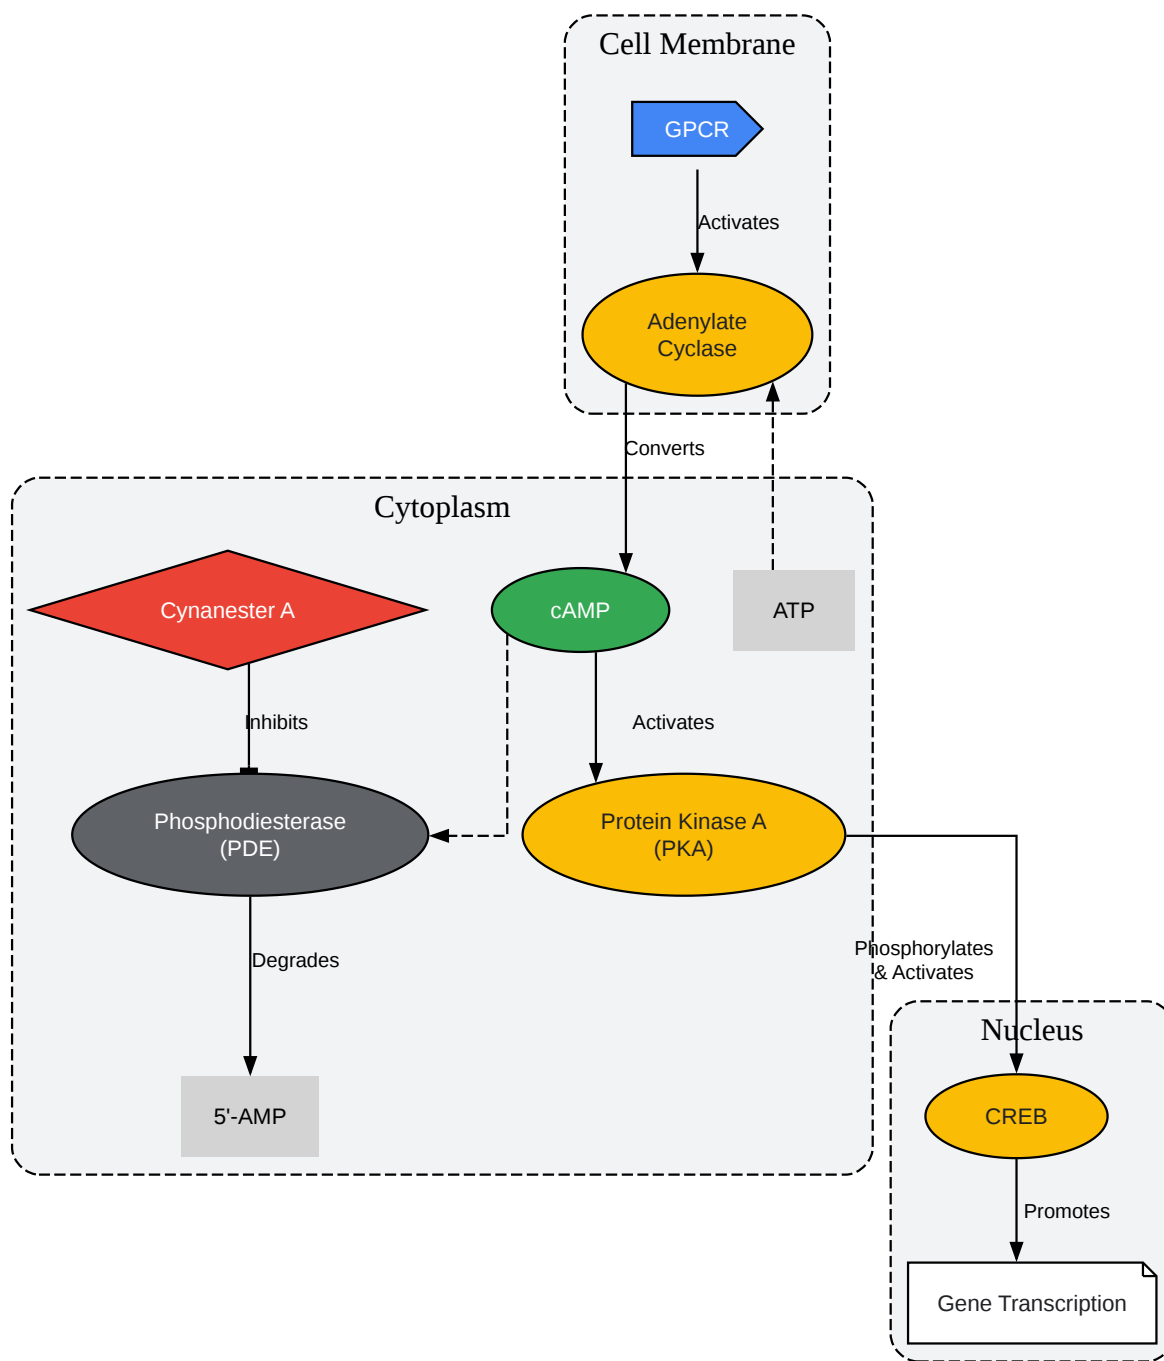 Cell Membrane
GPCR
Activates
Adenylate
Cyclase
Converts
Cytoplasm
Cynanester A
cAMP
ATP
Inhibits
Activates
Phosphodiesterase
(PDE)
Protein Kinase A
(PKA)
Degrades
Phosphorylates
& Activates
5'-AMP
Nucleus
CREB
Promotes
Gene Transcription